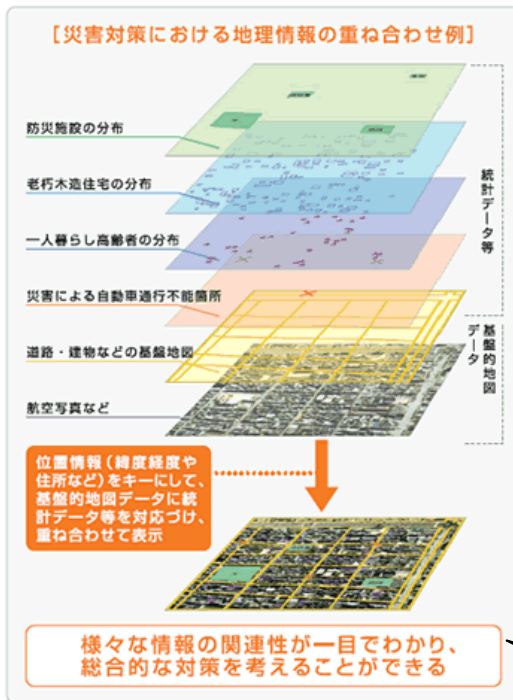 [災害対策における地理情報の重ね合わせ例]
防災施設の分布
老朽木造住宅の分布
一人暮らし高齢者の分布
災害による自動車通行不能箇所
道路・建物などの基盤地図
航空写真など
統計データ等
基盤的地図
データ
位置情報(緯度経度や
住所など)をキーにして、
基盤的地図データに統
計データ等を対応づけ、
重ね合わせて表示
様々な情報の関連性が一目でわかり、
総合的な対策を考えることができる